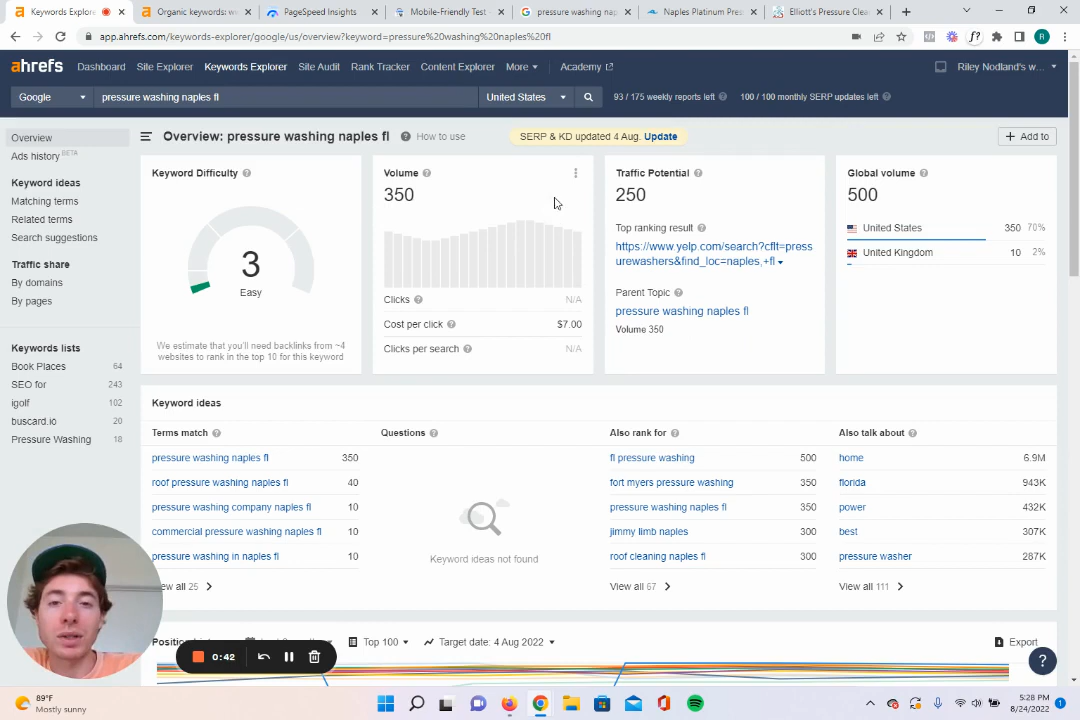 Keywords Explore
Organic keywords: w
PageSpeed Insights
Mobile-Friendly Test
pressure washing nap
Naples Platinum Pres
Elliott's Pressure Clea
app.ahrefs.com/keywords-explorer/google/us/overview?keyword=pressure%20washing%20naples%20fl
ahrefs Dashboard Site Explorer Keywords Explorer Site Audit Rank Tracker Content Explorer More Academy Riley Nodland's w...
Google pressure washing naples fl United States 93 / 175 weekly reports left 100 / 100 monthly SERP updates left
Overview
Ads history BETA
Keyword ideas
Matching terms
Related terms
Search suggestions
Traffic share
By domains
By pages
Keywords lists
Book Places 64
SEO for 243
igolf 102
buscard.io 20
Pressure Washing 18
Overview: pressure washing naples fl How to use SERP & KD updated 4 Aug. Update + Add to
Keyword Difficulty
3
Easy
We estimate that you'll need backlinks from ~4
websites to rank in the top 10 for this keyword
Volume
350
Clicks N/A
Cost per click $7.00
Clicks per search N/A
Traffic Potential
250
Top ranking result
https://www.yelp.com/search?cflt=press
urewashers&find_loc=naples,+fl
Parent Topic
pressure washing naples fl
Volume 350
Global volume
500
United States 350 70%
United Kingdom 10 2%
Keyword ideas
Terms match
pressure washing naples fl 350
roof pressure washing naples fl 40
pressure washing company naples fl 10
commercial pressure washing naples fl 10
pressure washing in naples fl 10
ew all 25
Questions
Keyword ideas not found
Also rank for
fl pressure washing 500
fort myers pressure washing 400
pressure washing naples fl 350
jimmy limb naples 300
roof cleaning naples fl 300
View all 67
Also talk about
home 6.9M
florida 943K
power 432K
best 307K
pressure washer 287K
View all 111
Top 100 Target date: 4 Aug 2022 Export
0:42
?
89°F
Mostly sunny
5:28 PM
8/24/2022